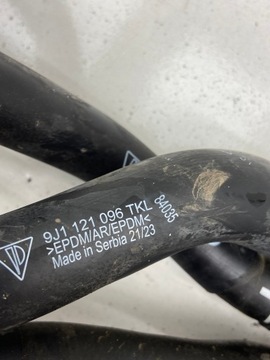 9J1 121 096 TKL 84035
>EPDM/AR/EPDM<
Made in Serbia 21/23